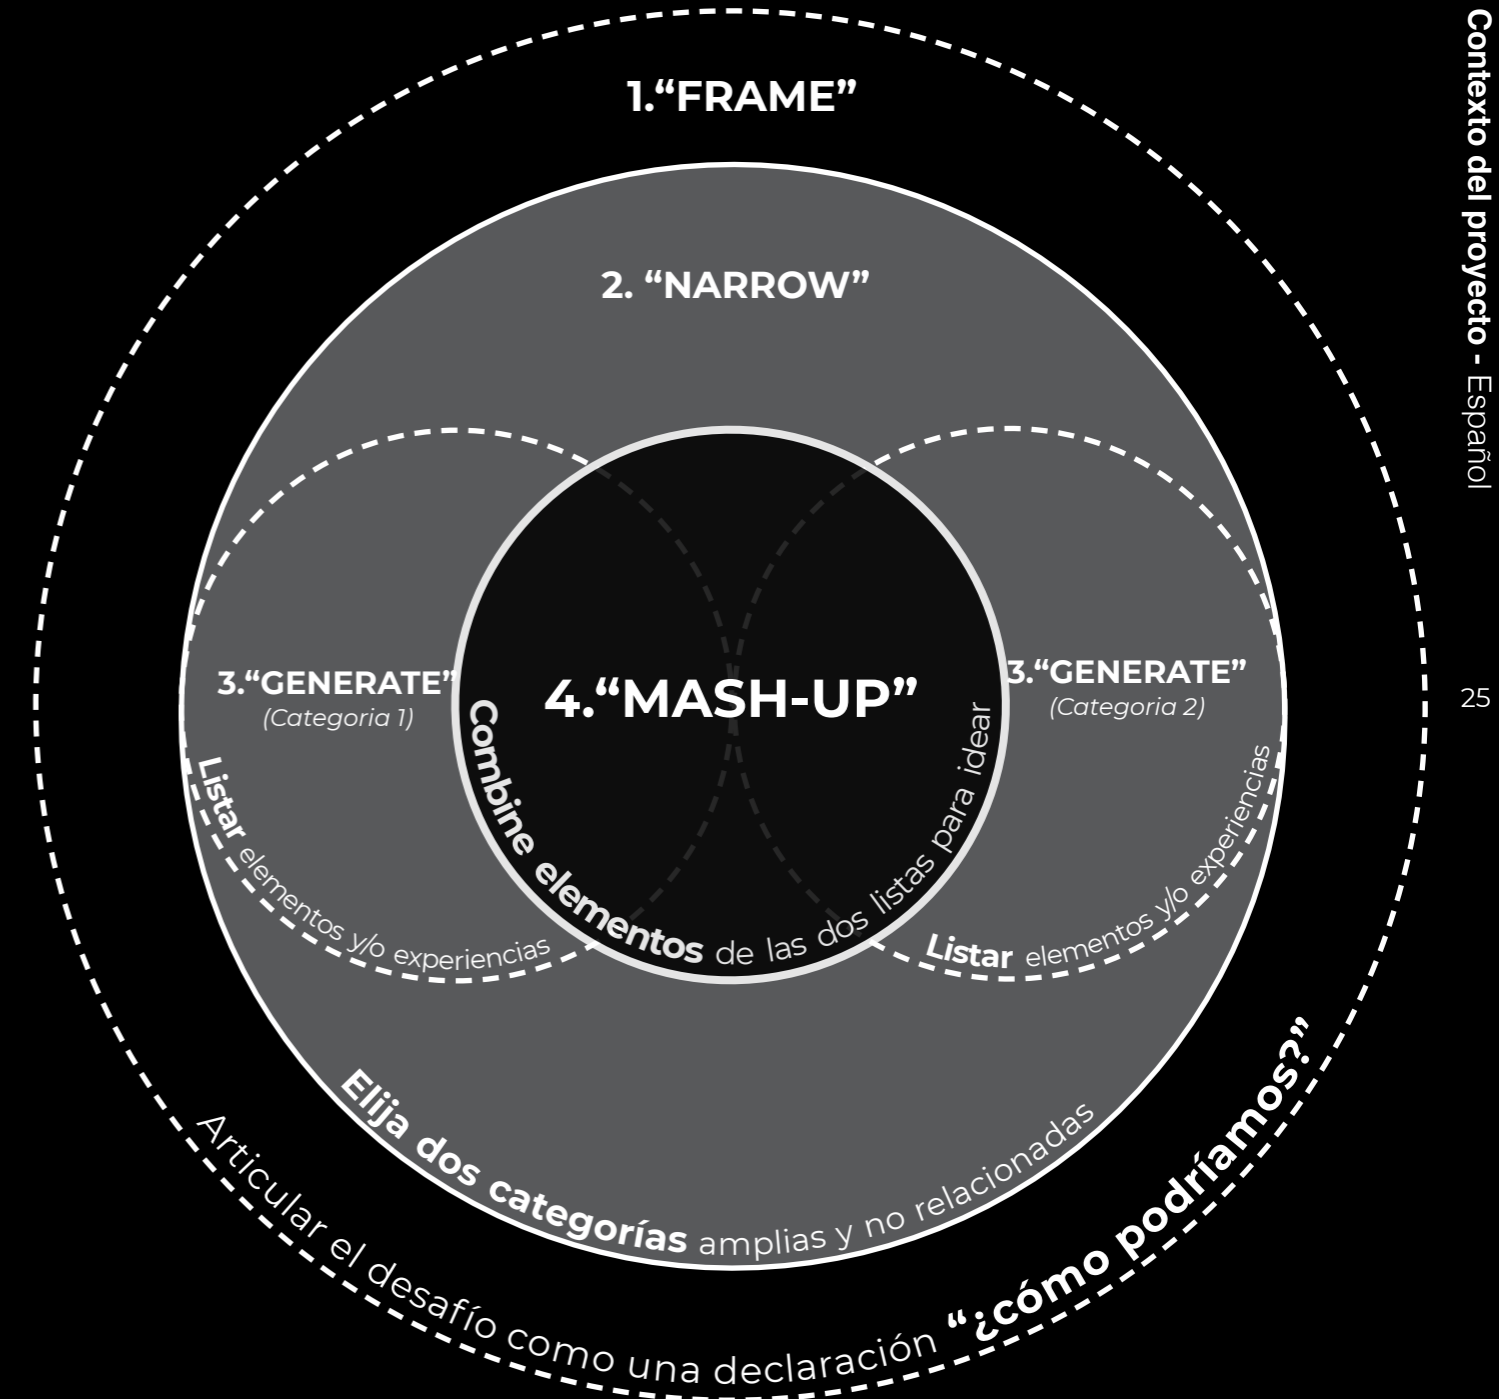 1.“FRAME”
2. “NARROW”
3.“GENERATE”
(Categoria 1)
Listar elementos y/o experiencias
4.“MASH-UP”
Combine elementos de las dos listas para idear
3.“GENERATE”
(Categoria 2)
Listar elementos y/o experiencias
Elija dos categorías amplias y no relacionadas
Articular el desafío como una declaración “¿cómo podríamos?”
Contexto del proyecto - Español
25